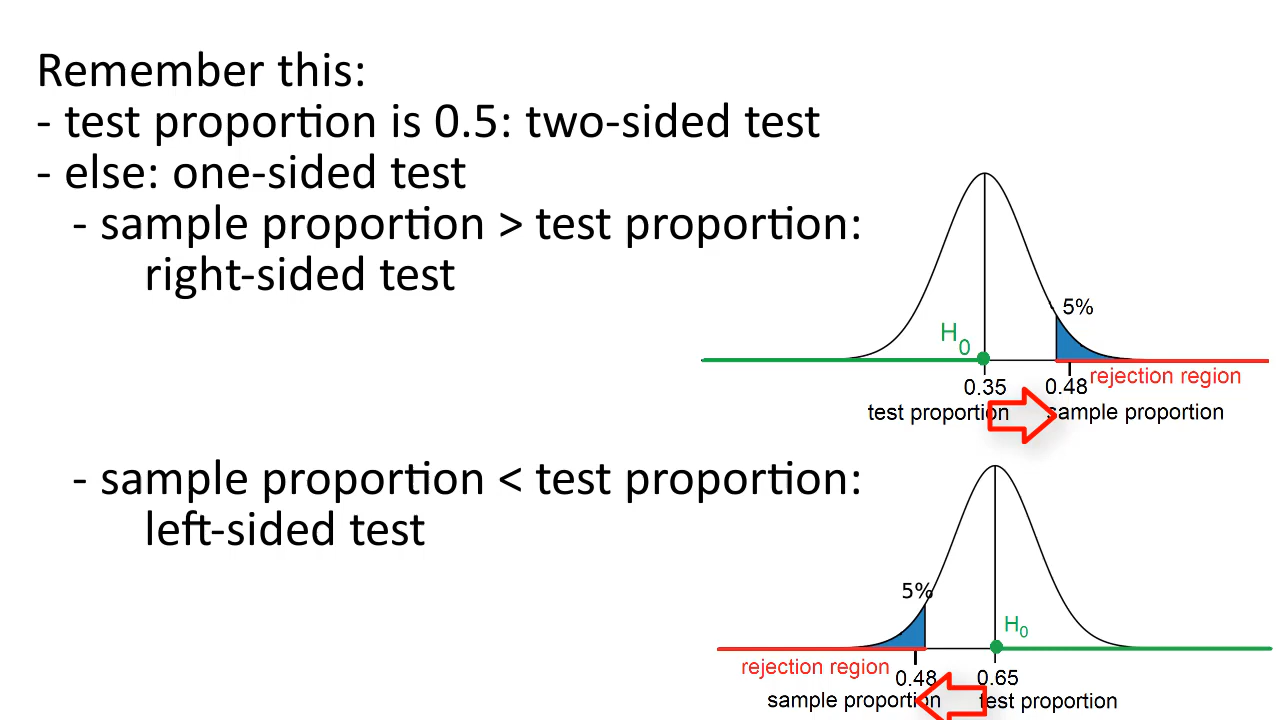 Remember this:
- test proportion is 0.5: two-sided test
- else: one-sided test
- sample proportion > test proportion:
right-sided test
5%
H0
0.35
0.48
rejection region
test proportion
sample proportion
- sample proportion < test proportion:
left-sided test
5%
H0
rejection region
0.48
0.65
sample proportion
test proportion